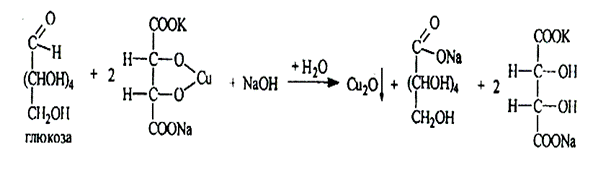 O
C
H
(CHOH)4
CH2OH
глюкоза
+ 2
COOK
H–C–O
H–C–O
Cu
COONa
+ NaOH
+H2O
Cu2O↓ +
O
C
ONa
(CHOH)4
CH2OH
+ 2
COOK
H–C–OH
H–C–OH
COONa